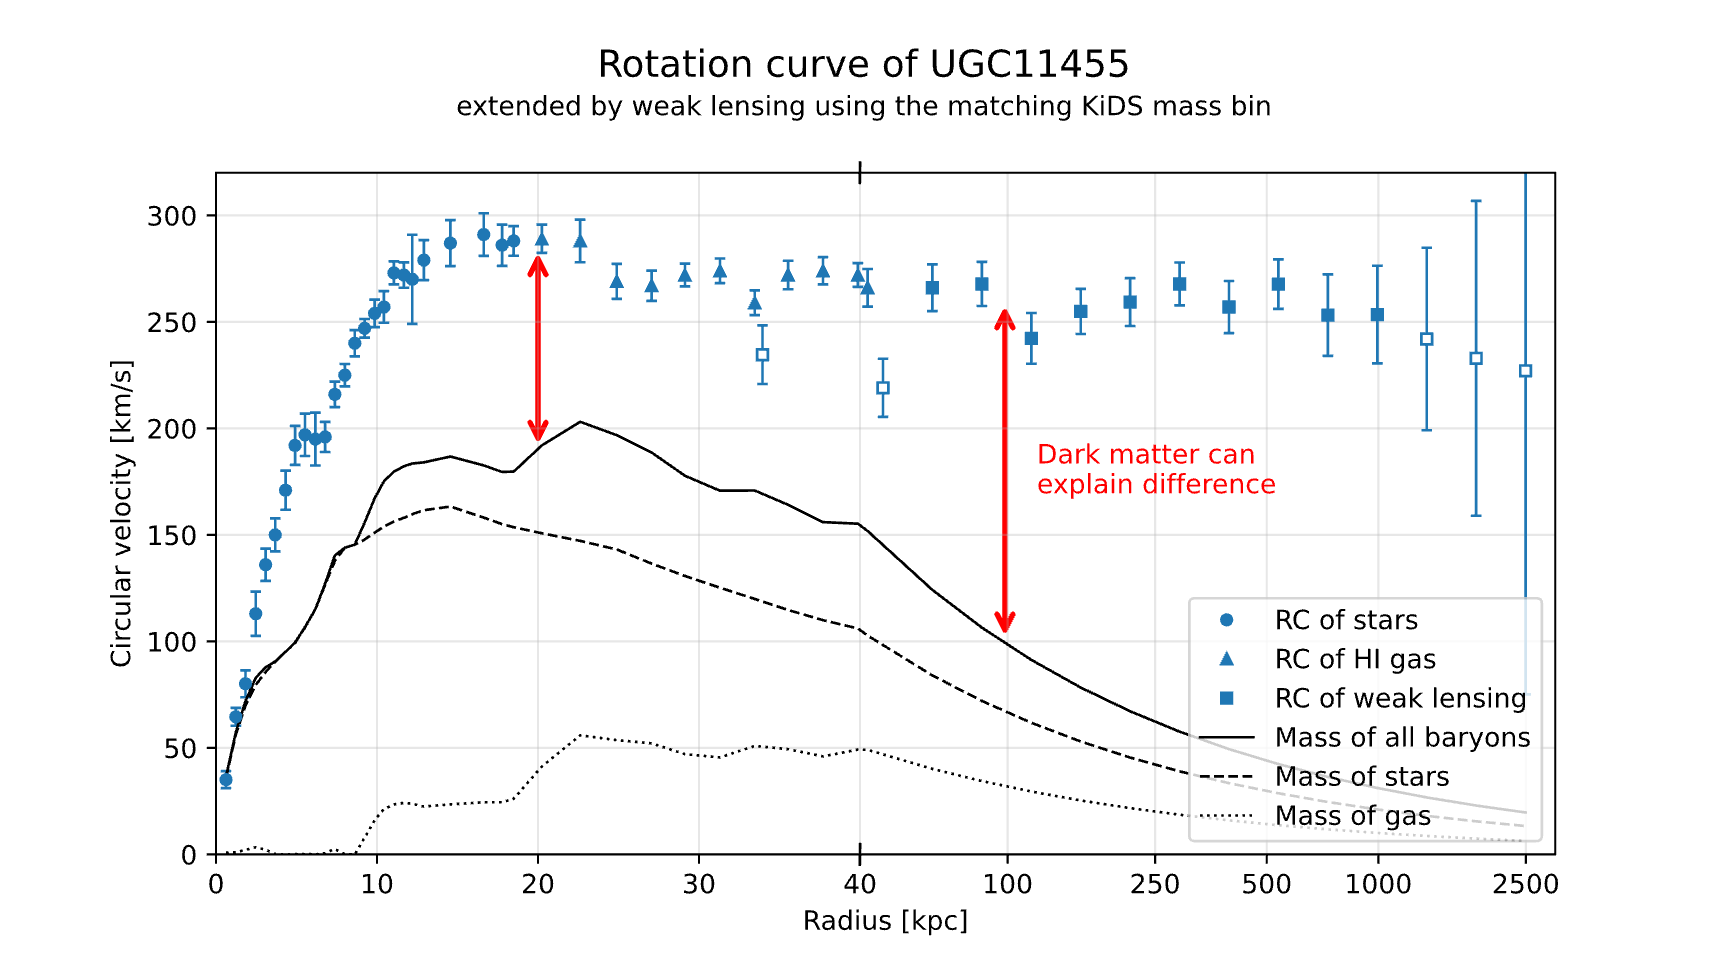 Rotation curve of UGC11455
extended by weak lensing using the matching KiDS mass bin
Circular velocity [km/s]
300
250
200
150
100
50
0
Dark matter can
explain difference
RC of stars
RC of HI gas
RC of weak lensing
Mass of all baryons
Mass of stars
Mass of gas
0 10 20 30 40 100 250 500 1000 2500
Radius [kpc]